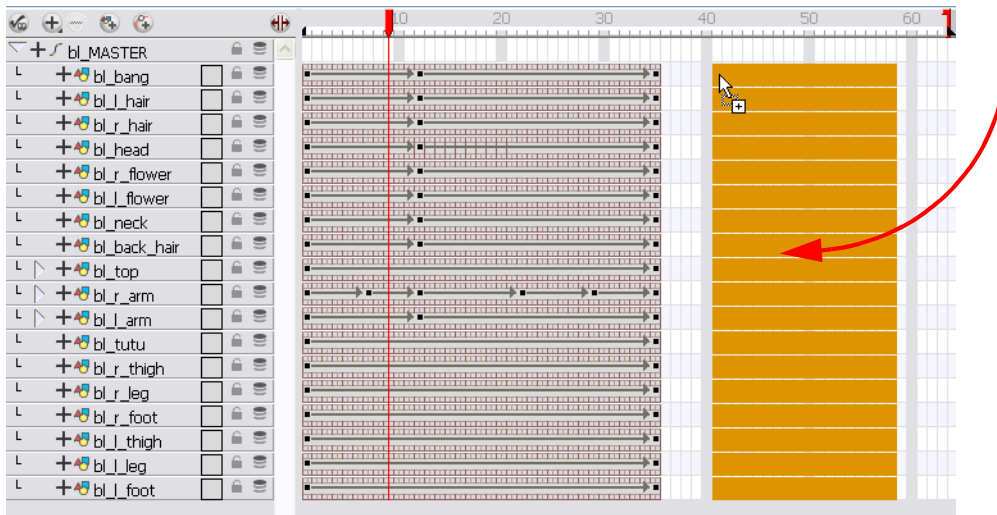 10 20 30 40 50 60
bl_MASTER
bl_bang
bl_l_hair
bl_r_hair
bl_head
bl_r_flower
bl_l_flower
bl_neck
bl_back_hair
bl_top
bl_r_arm
bl_l_arm
bl_tutu
bl_r_thigh
bl_r_leg
bl_r_foot
bl_l_thigh
bl_l_leg
bl_l_foot